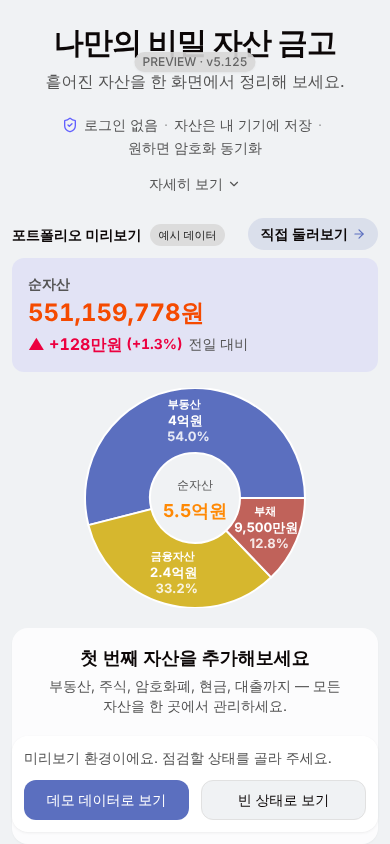 나만의 비밀 자산 금고
PREVIEW · v5.125
흩어진 자산을 한 화면에서 정리해 보세요.
로그인 없음 · 자산은 내 기기에 저장 ·
원하면 암호화 동기화
자세히 보기
포트폴리오 미리보기 예시 데이터 직접 둘러보기 →
순자산
551,159,778원
▲ +128만원 (+1.3%) 전일 대비
부동산
4억원
54.0%
순자산
5.5억원
부채
9,500만원
12.8%
금융자산
2.4억원
33.2%
첫 번째 자산을 추가해보세요
부동산, 주식, 암호화폐, 현금, 대출까지 — 모든
자산을 한 곳에서 관리하세요.
미리보기 환경이에요. 점검할 상태를 골라 주세요.
데모 데이터로 보기 빈 상태로 보기